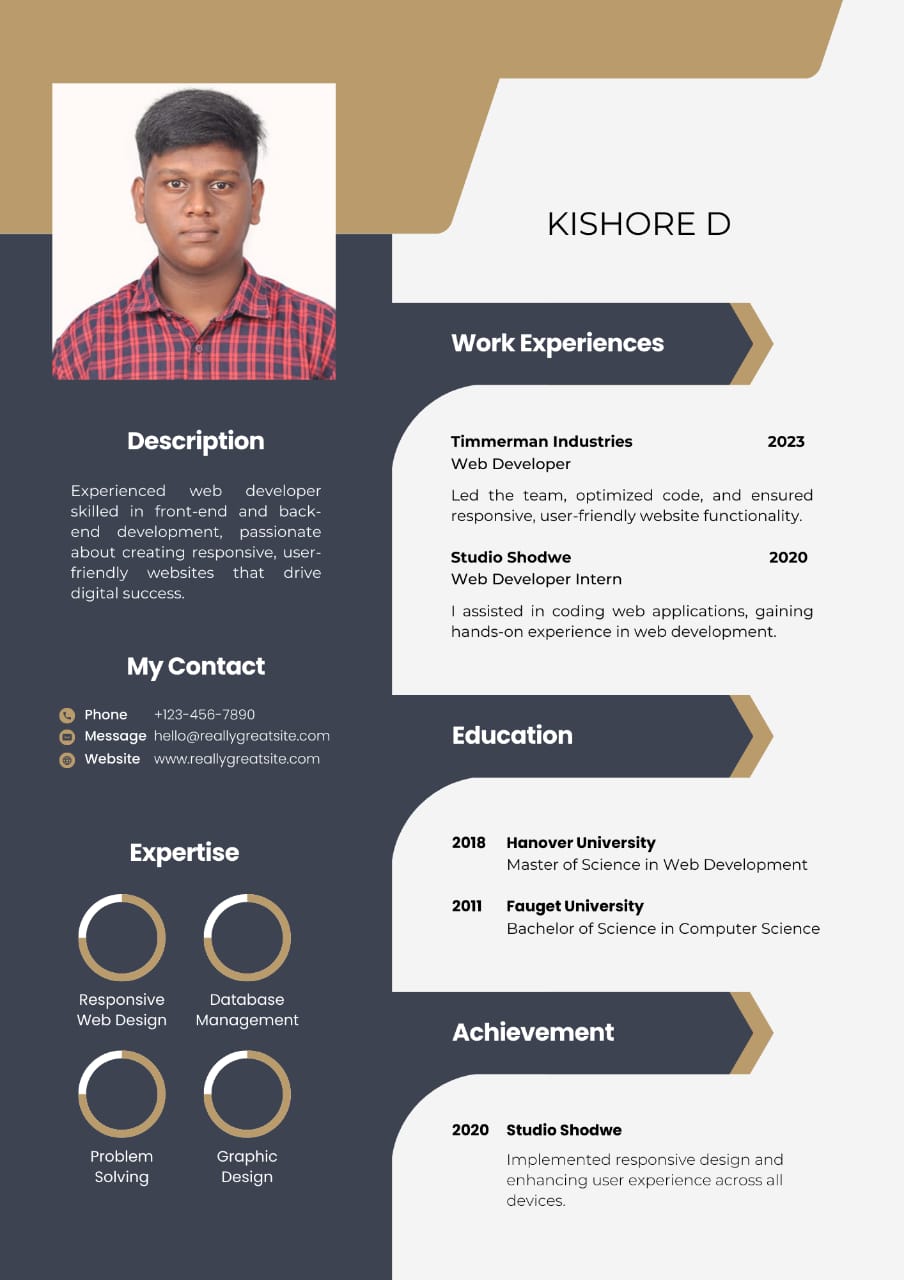 KISHORE D
Description
Experienced web developer
skilled in front-end and back-
end development, passionate
about creating responsive, user-
friendly websites that drive
digital success.
My Contact
Phone +123-456-7890
Message hello@reallygreatsite.com
Website www.reallygreatsite.com
Expertise
Responsive
Web Design
Database
Management
Problem
Solving
Graphic
Design
Work Experiences
Timmerman Industries 2023
Web Developer
Led the team, optimized code, and ensured
responsive, user-friendly website functionality.
Studio Shodwe 2020
Web Developer Intern
I assisted in coding web applications, gaining
hands-on experience in web development.
Education
2018 Hanover University
Master of Science in Web Development
2011 Fauget University
Bachelor of Science in Computer Science
Achievement
2020 Studio Shodwe
Implemented responsive design and
enhancing user experience across all
devices.